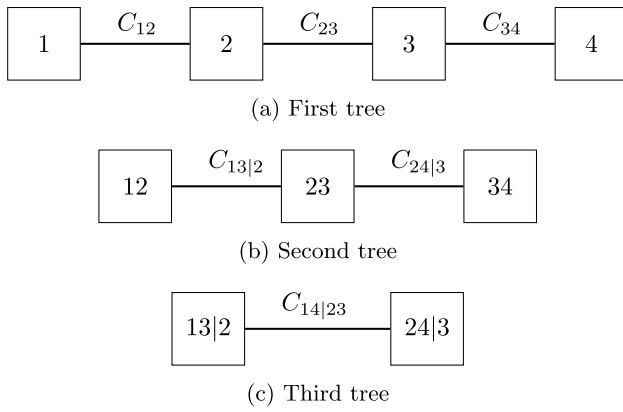 C₁₂ C₂₃ C₃₄
1 2 3 4
(a) First tree
C₁₃|₂ C₂₄|₃
12 23 34
(b) Second tree
C₁₄|₂₃
13|2 24|3
(c) Third tree